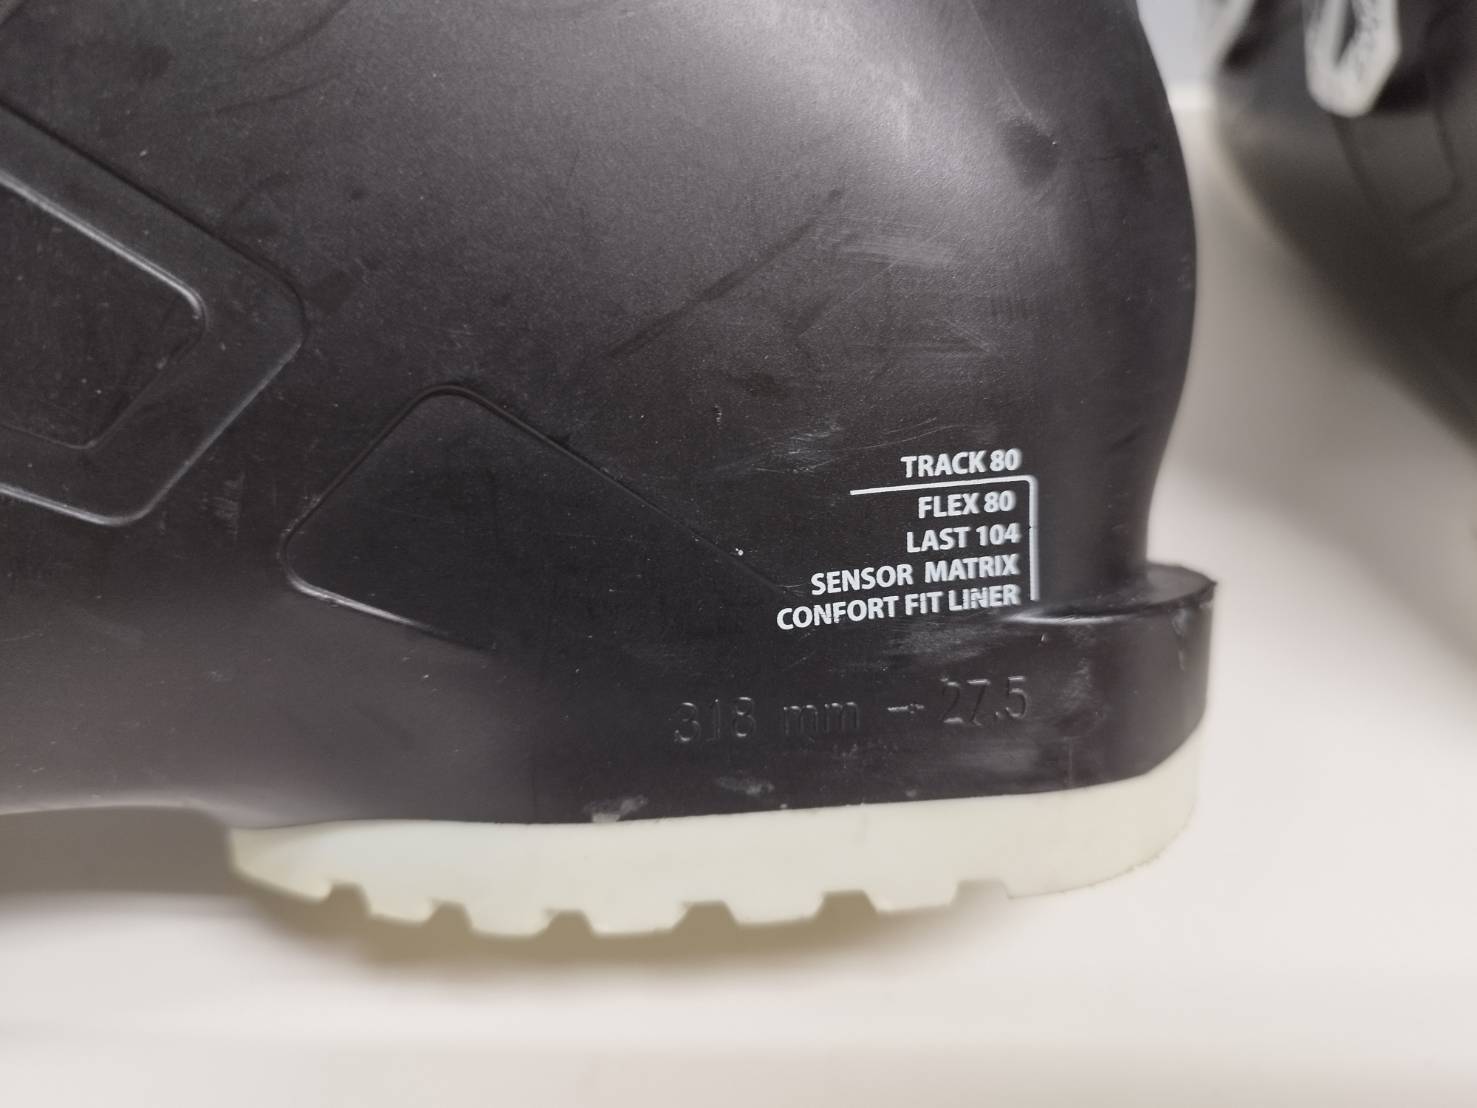 TRACK 80
FLEX 80
LAST 104
SENSOR MATRIX
CONFORT FIT LINER
318 mm → 27.5